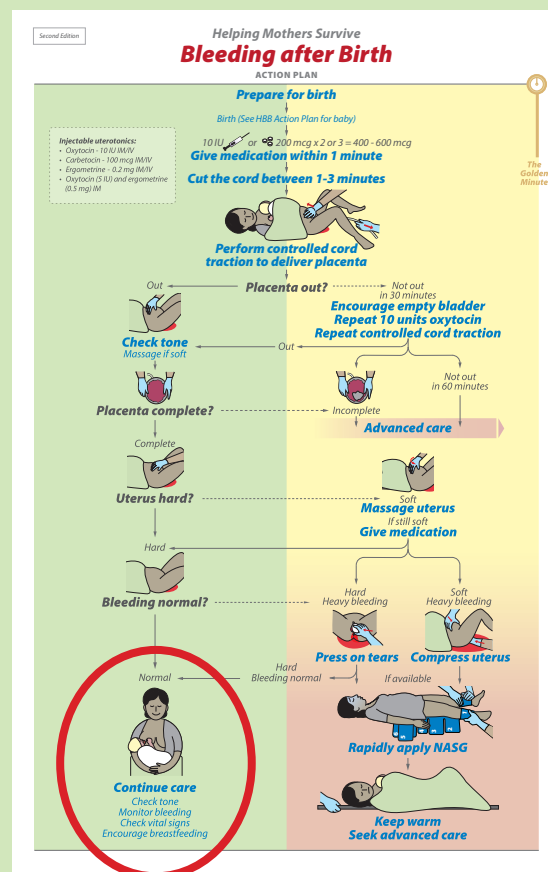 Second Edition
Helping Mothers Survive
Bleeding after Birth
ACTION PLAN
Prepare for birth
Birth (See HBB Action Plan for baby)
Injectable uterotonics:
• Oxytocin - 10 IU IM/IV
• Carbetocin - 100 mcg IM/IV
• Ergometrine - 0.2 mg IM/IV
• Oxytocin (5 IU) and ergometrine
(0.5 mg) IM
10 IU or 200 mcg x 2 or 3 = 400 - 600 mcg
Give medication within 1 minute
The
Golden
Minute
Cut the cord between 1-3 minutes
Perform controlled cord
traction to deliver placenta
Out
Placenta out?
Not out
in 30 minutes
Encourage empty bladder
Repeat 10 units oxytocin
Repeat controlled cord traction
Check tone
Massage if soft
Out
Not out
in 60 minutes
Placenta complete?
Incomplete
Advanced care
Complete
Uterus hard?
Soft
Massage uterus
If still soft
Give medication
Hard
Bleeding normal?
Hard
Heavy bleeding
Soft
Heavy bleeding
Press on tears
Compress uterus
Normal
Hard
Bleeding normal
If available
Rapidly apply NASG
Continue care
Check tone
Monitor bleeding
Check vital signs
Encourage breastfeeding
Keep warm
Seek advanced care